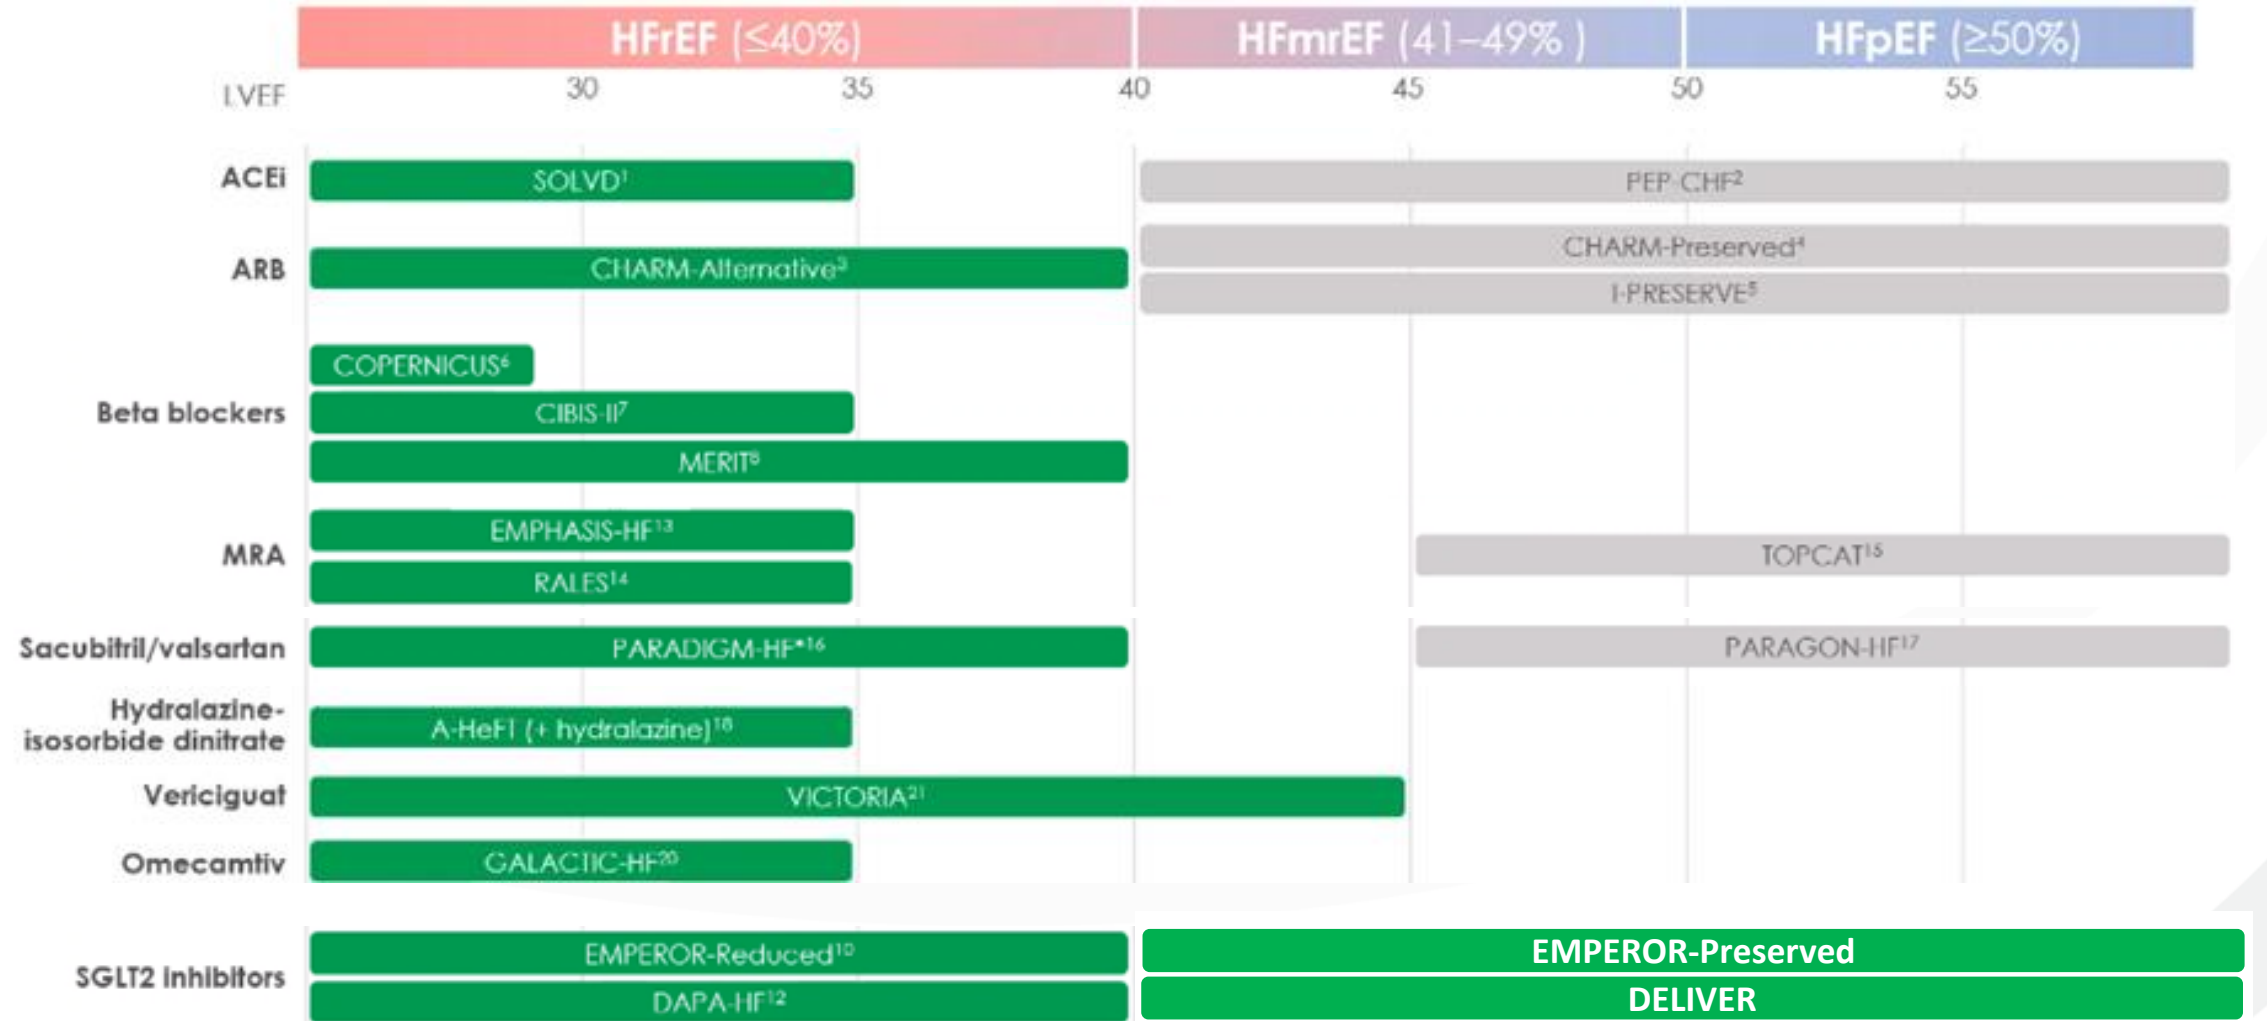 HFrEF (≤40%) HFmrEF (41–49% ) HFpEF (≥50%)
LVEF 30 35 40 45 50 55
ACEi SOLVD¹ PEP-CHF²
CHARM-Preserved⁴
ARB CHARM-Alternative³
I-PRESERVE⁵
COPERNICUS⁶
Beta blockers CIBIS-II⁷
MERIT⁸
EMPHASIS-HF¹³
MRA TOPCAT¹⁵
RALES¹⁴
Sacubitril/valsartan PARADIGM-HF*¹⁶ PARAGON-HF¹⁷
Hydralazine-
isosorbide dinitrate A-HeFT (+ hydralazine)¹⁸
Vericiguat VICTORIA²¹
Omecamtiv GALACTIC-HF²⁰
EMPEROR-Reduced¹⁰ EMPEROR-Preserved
SGLT2 inhibitors
DAPA-HF¹² DELIVER